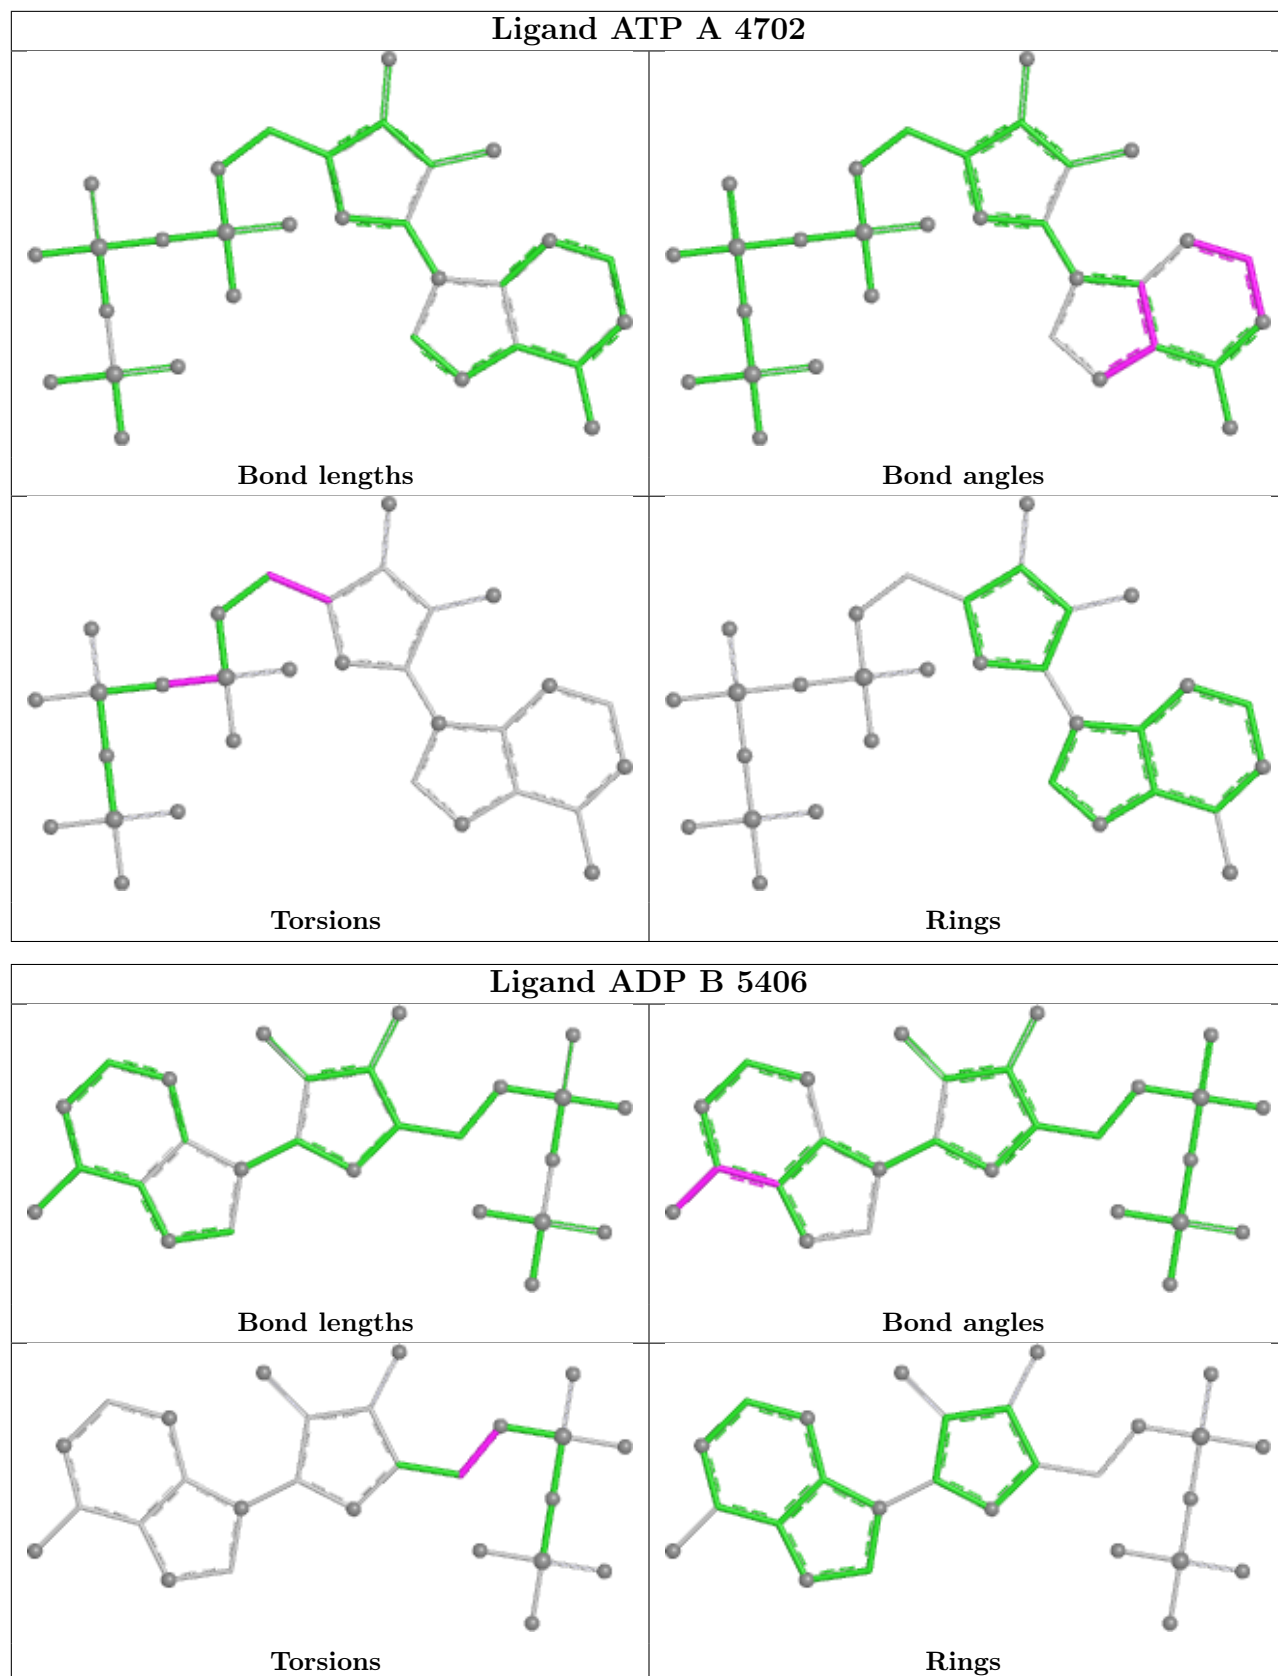 Ligand ATP A 4702
Bond lengths
Bond angles
Torsions
Rings
Ligand ADP B 5406
Bond lengths
Bond angles
Torsions
Rings